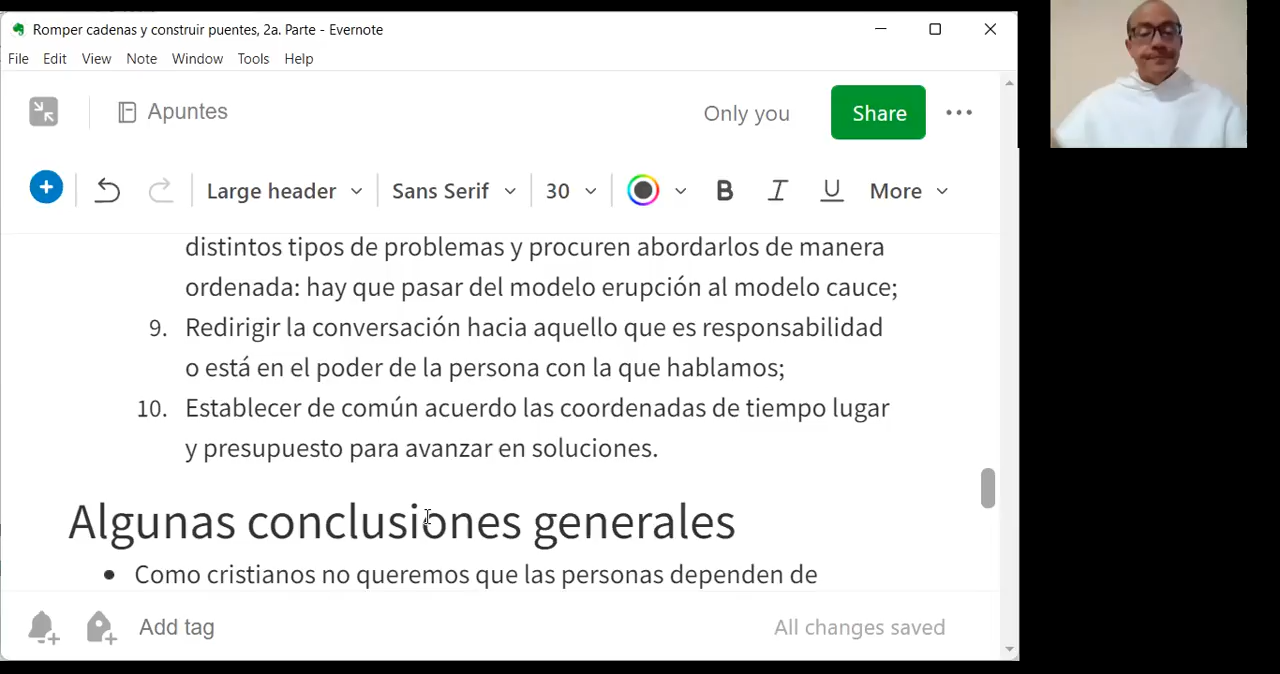 Romper cadenas y construir puentes, 2a. Parte - Evernote
File Edit View Note Window Tools Help
Apuntes
Only you
Share
Large header
Sans Serif
30
B I U
More
distintos tipos de problemas y procuren abordarlos de manera
ordenada: hay que pasar del modelo erupción al modelo cauce;
9. Redirigir la conversación hacia aquello que es responsabilidad
o está en el poder de la persona con la que hablamos;
10. Establecer de común acuerdo las coordenadas de tiempo lugar
y presupuesto para avanzar en soluciones.
Algunas conclusiones generales
• Como cristianos no queremos que las personas dependen de
Add tag
All changes saved